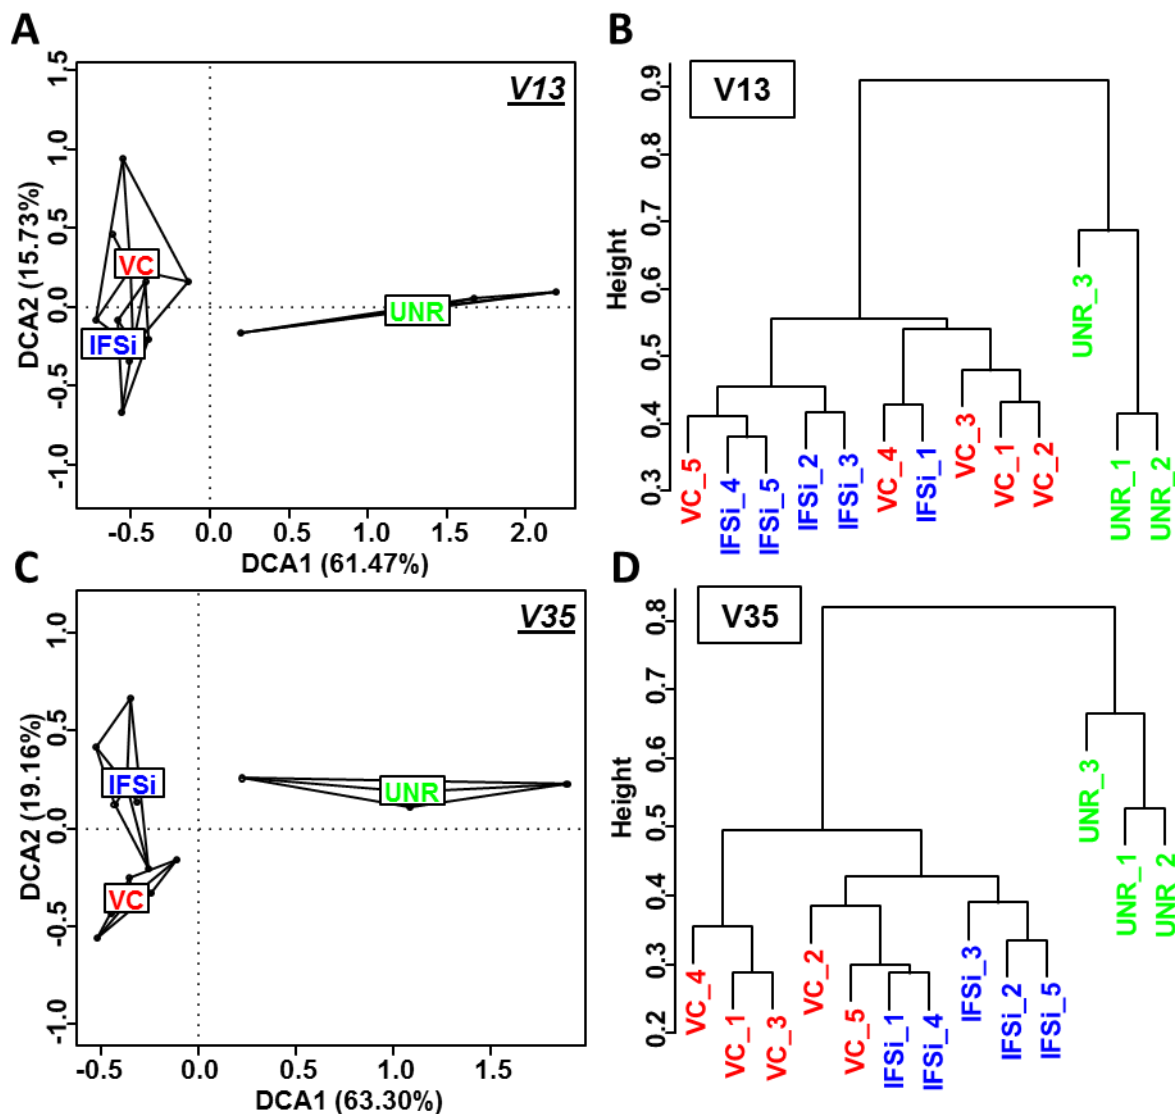 A
V13
1.5
1.0
0.5
0.0
-0.5
-1.0
DCA2 (15.73%)
VC
IFSi
UNR
-0.5 0.0 0.5 1.0 1.5 2.0
DCA1 (61.47%)
B
V13
0.9
0.8
0.7
0.6
0.5
0.4
0.3
Height
VC_5
IFSi_4
IFSi_5
IFSi_2
IFSi_3
VC_4
IFSi_1
VC_3
VC_1
VC_2
UNR_3
UNR_1
UNR_2
C
V35
1.0
0.5
0.0
-0.5
-1.0
DCA2 (19.16%)
IFSi
VC
UNR
-0.5 0.0 0.5 1.0 1.5
DCA1 (63.30%)
D
V35
0.8
0.7
0.6
0.5
0.4
0.3
0.2
Height
VC_4
VC_1
VC_3
VC_2
VC_5
IFSi_1
IFSi_4
IFSi_3
IFSi_2
IFSi_5
UNR_3
UNR_1
UNR_2